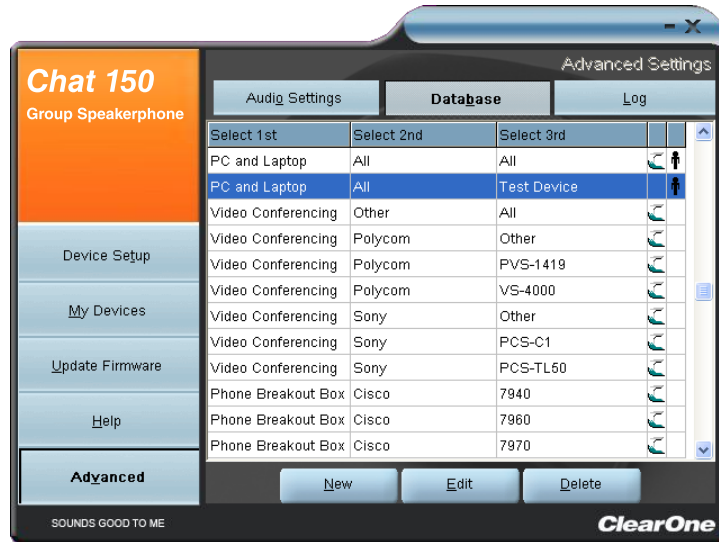 Advanced Settings
Chat 150
Group Speakerphone
Audio Settings Database Log
Select 1st Select 2nd Select 3rd
PC and Laptop All All
PC and Laptop All Test Device
Video Conferencing Other All
Video Conferencing Polycom Other
Video Conferencing Polycom PVS-1419
Video Conferencing Polycom VS-4000
Video Conferencing Sony Other
Video Conferencing Sony PCS-C1
Video Conferencing Sony PCS-TL50
Phone Breakout Box Cisco 7940
Phone Breakout Box Cisco 7960
Phone Breakout Box Cisco 7970
Device Setup
My Devices
Update Firmware
Help
Advanced
New Edit Delete
SOUNDS GOOD TO ME
ClearOne